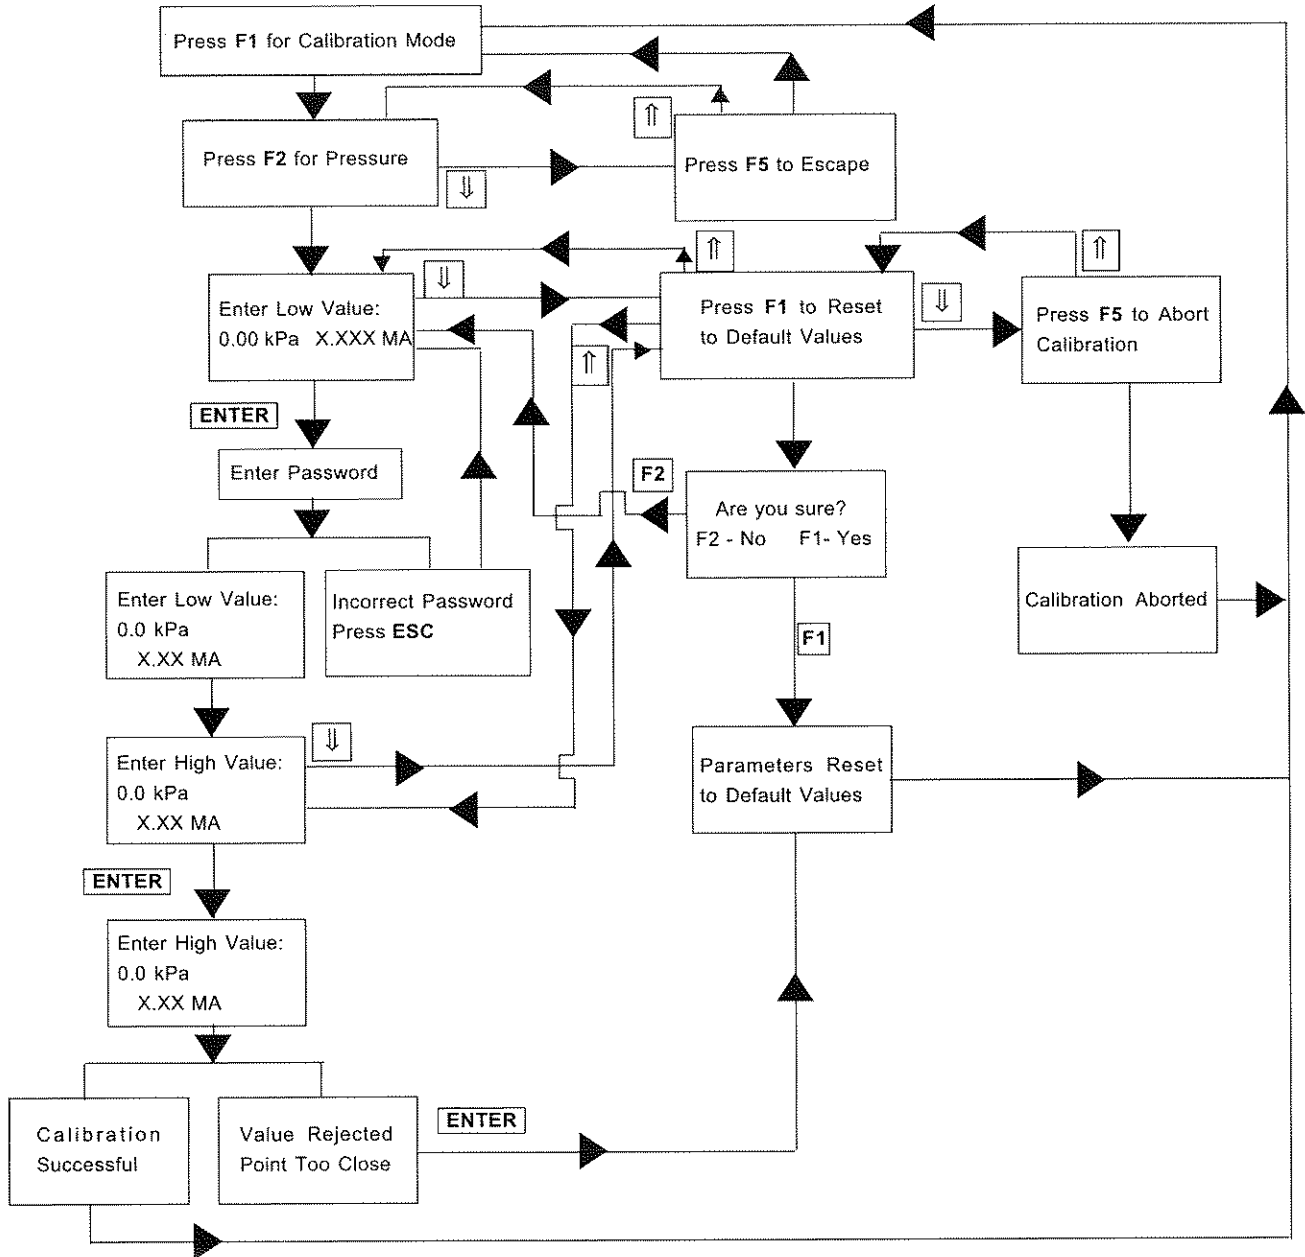 Press F1 for Calibration Mode
⇑
Press F2 for Pressure
Press F5 to Escape
⇓
⇑
⇑
⇓
⇓
Enter Low Value:
0.00 kPa X.XXX MA
Press F1 to Reset
to Default Values
Press F5 to Abort
Calibration
⇑
ENTER
Enter Password
F2
Are you sure?
F2 - No F1- Yes
Enter Low Value:
0.0 kPa
X.XX MA
Incorrect Password
Press ESC
Calibration Aborted
F1
⇓
Enter High Value:
0.0 kPa
X.XX MA
Parameters Reset
to Default Values
ENTER
Enter High Value:
0.0 kPa
X.XX MA
Calibration
Successful
Value Rejected
Point Too Close
ENTER